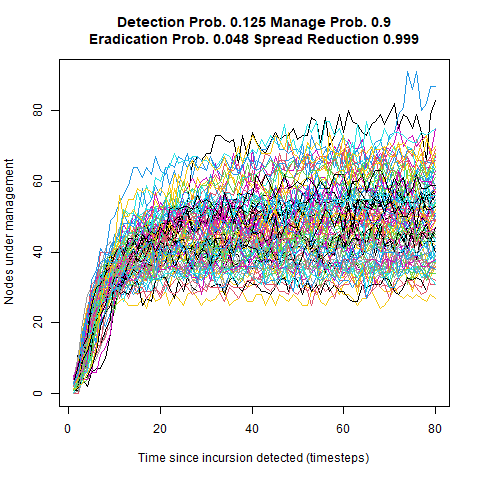 Detection Prob. 0.125 Manage Prob. 0.9
Eradication Prob. 0.048 Spread Reduction 0.999
Nodes under management
80
60
40
20
0
0 20 40 60 80
Time since incursion detected (timesteps)